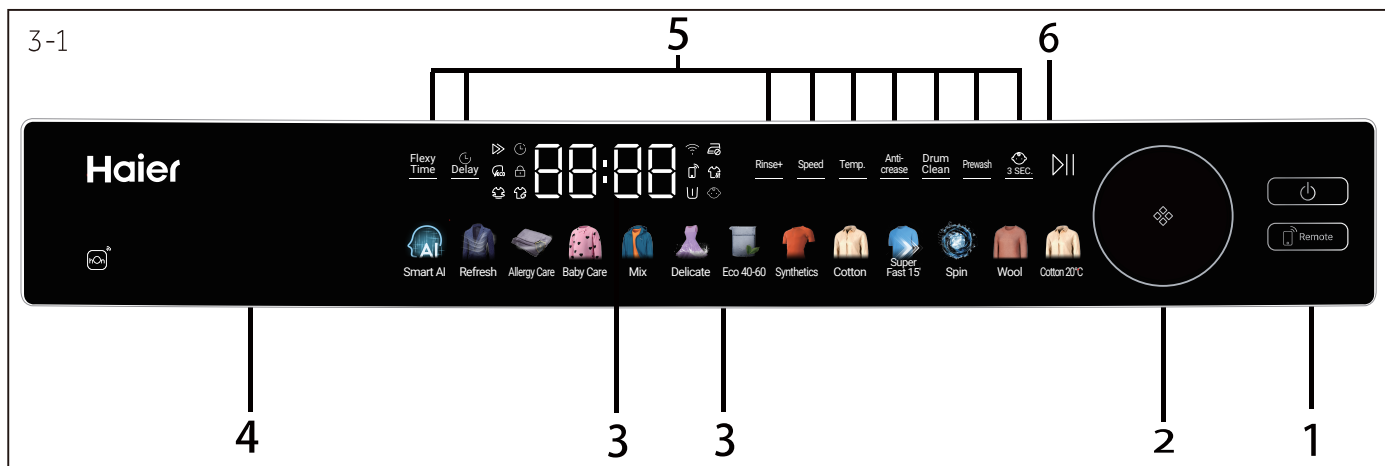 3-1
5
6
Haier
Flexy
Time
Delay
ECO
88:88
Rinse+
Speed
Temp.
Anti-
crease
Drum
Clean
Prewash
3 SEC.
hOn
AI
Smart AI
Refresh
Allergy Care
Baby Care
Mix
Delicate
Eco 40-60
Synthetics
Cotton
Super
Fast 15'
Spin
Wool
Cotton 20°C
Remote
4
3
3
2
1